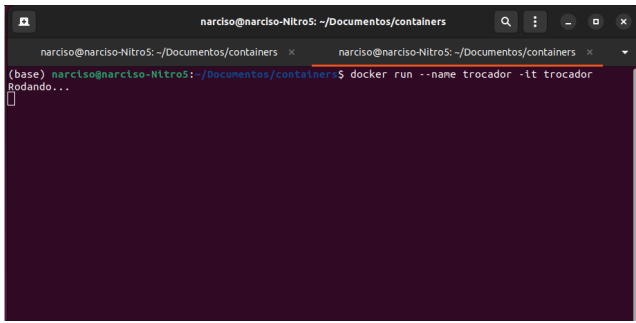 narciso@narciso-Nitro5: ~/Documentos/containers
narciso@narciso-Nitro5: ~/Documentos/containers × narciso@narciso-Nitro5: ~/Documentos/containers ×
(base) narciso@narciso-Nitro5:~/Documentos/containers$ docker run --name trocador -it trocador
Rodando...